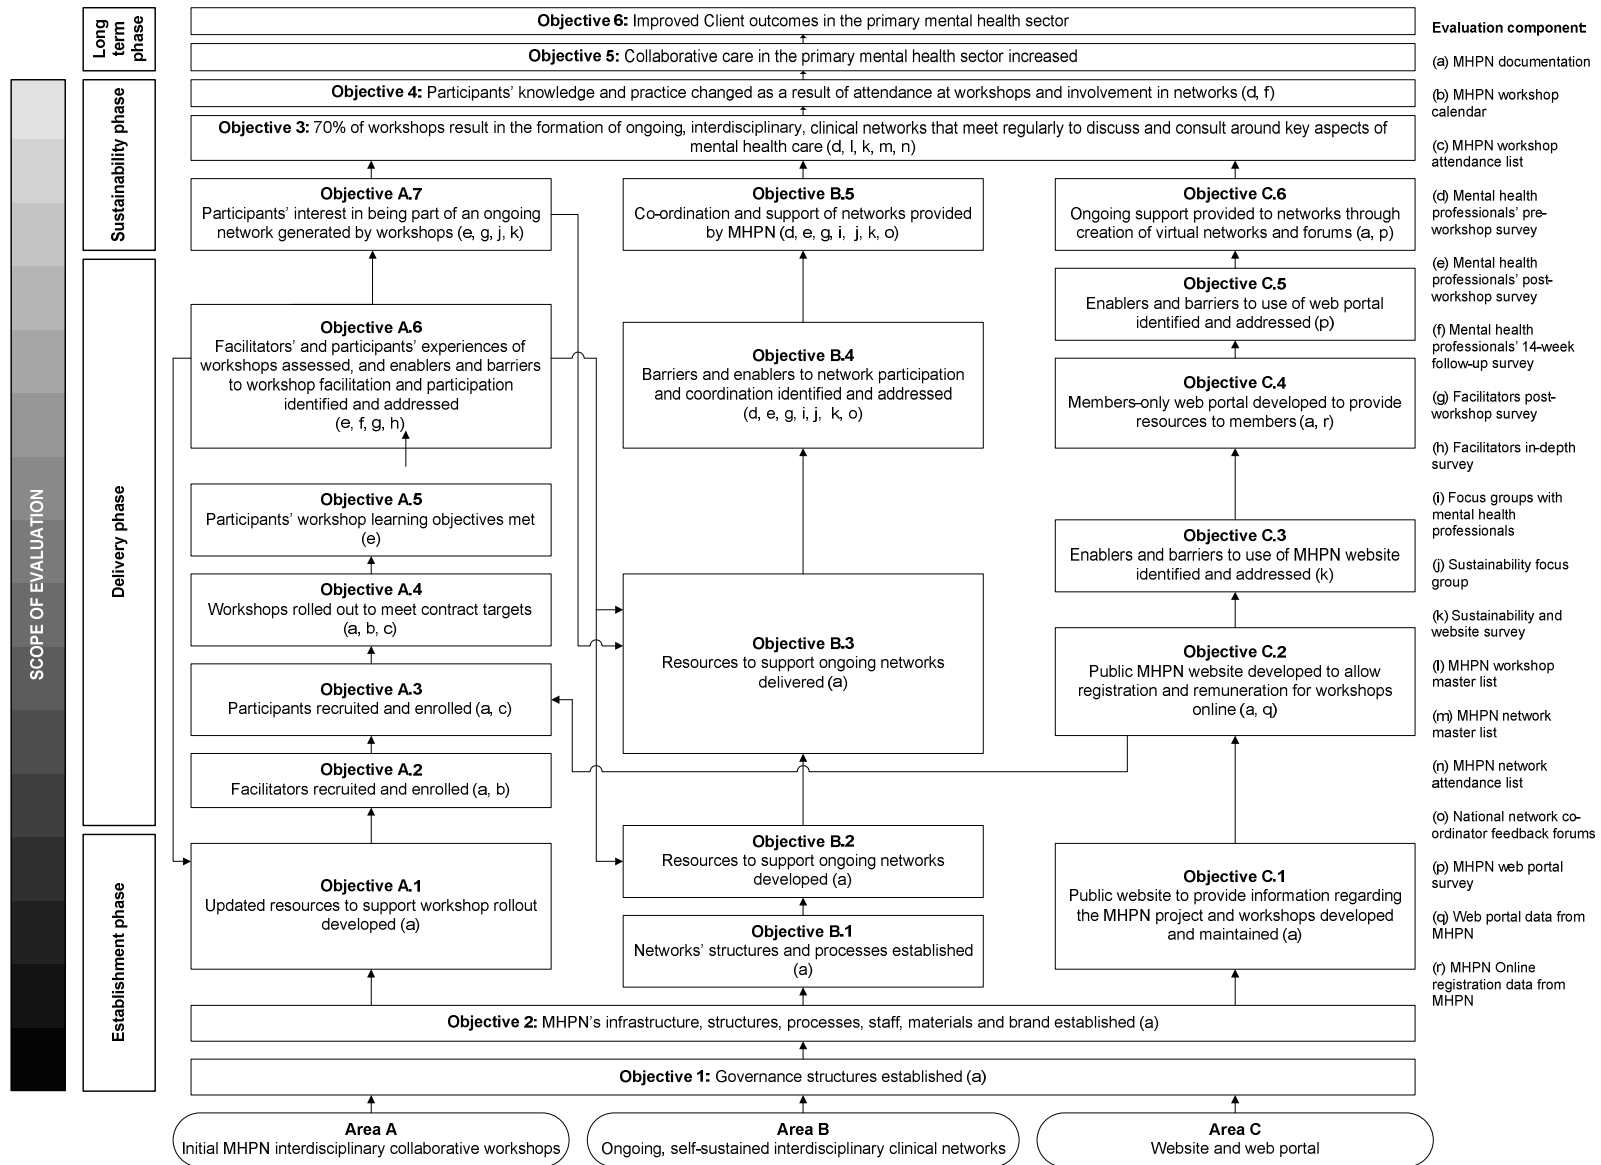 Long
term
phase
Objective 6: Improved Client outcomes in the primary mental health sector
Objective 5: Collaborative care in the primary mental health sector increased
Sustainability phase
Objective 4: Participants' knowledge and practice changed as a result of attendance at workshops and involvement in networks (d, f)
Objective 3: 70% of workshops result in the formation of ongoing, interdisciplinary, clinical networks that meet regularly to discuss and consult around key aspects of
mental health care (d, l, k, m, n)
Objective A.7
Participants' interest in being part of an ongoing
network generated by workshops (e, g, j, k)
Objective B.5
Co-ordination and support of networks provided
by MHPN (d, e, g, i, j, k, o)
Objective C.6
Ongoing support provided to networks through
creation of virtual networks and forums (a, p)
SCOPE OF EVALUATION
Delivery phase
Objective A.6
Facilitators' and participants' experiences of
workshops assessed, and enablers and barriers
to workshop facilitation and participation
identified and addressed
(e, f, g, h)
Objective A.5
Participants' workshop learning objectives met
(e)
Objective A.4
Workshops rolled out to meet contract targets
(a, b, c)
Objective A.3
Participants recruited and enrolled (a, c)
Objective A.2
Facilitators recruited and enrolled (a, b)
Objective B.4
Barriers and enablers to network participation
and coordination identified and addressed
(d, e, g, i, j, k, o)
Objective B.3
Resources to support ongoing networks
delivered (a)
Objective C.5
Enablers and barriers to use of web portal
identified and addressed (p)
Objective C.4
Members-only web portal developed to provide
resources to members (a, r)
Objective C.3
Enablers and barriers to use of MHPN website
identified and addressed (k)
Objective C.2
Public MHPN website developed to allow
registration and remuneration for workshops
online (a, q)
Establishment phase
Objective A.1
Updated resources to support workshop rollout
developed (a)
Objective B.2
Resources to support ongoing networks
developed (a)
Objective B.1
Networks' structures and processes established
(a)
Objective C.1
Public website to provide information regarding
the MHPN project and workshops developed
and maintained (a)
Objective 2: MHPN's infrastructure, structures, processes, staff, materials and brand established (a)
Objective 1: Governance structures established (a)
Area A
Initial MHPN interdisciplinary collaborative workshops
Area B
Ongoing, self-sustained interdisciplinary clinical networks
Area C
Website and web portal
Evaluation component:
(a) MHPN documentation
(b) MHPN workshop
calendar
(c) MHPN workshop
attendance list
(d) Mental health
professionals' pre-
workshop survey
(e) Mental health
professionals' post-
workshop survey
(f) Mental health
professionals' 14-week
follow-up survey
(g) Facilitators post-
workshop survey
(h) Facilitators in-depth
survey
(i) Focus groups with
mental health
professionals
(j) Sustainability focus
group
(k) Sustainability and
website survey
(l) MHPN workshop
master list
(m) MHPN network
master list
(n) MHPN network
attendance list
(o) National network co-
ordinator feedback forums
(p) MHPN web portal
survey
(q) Web portal data from
MHPN
(r) MHPN Online
registration data from
MHPN